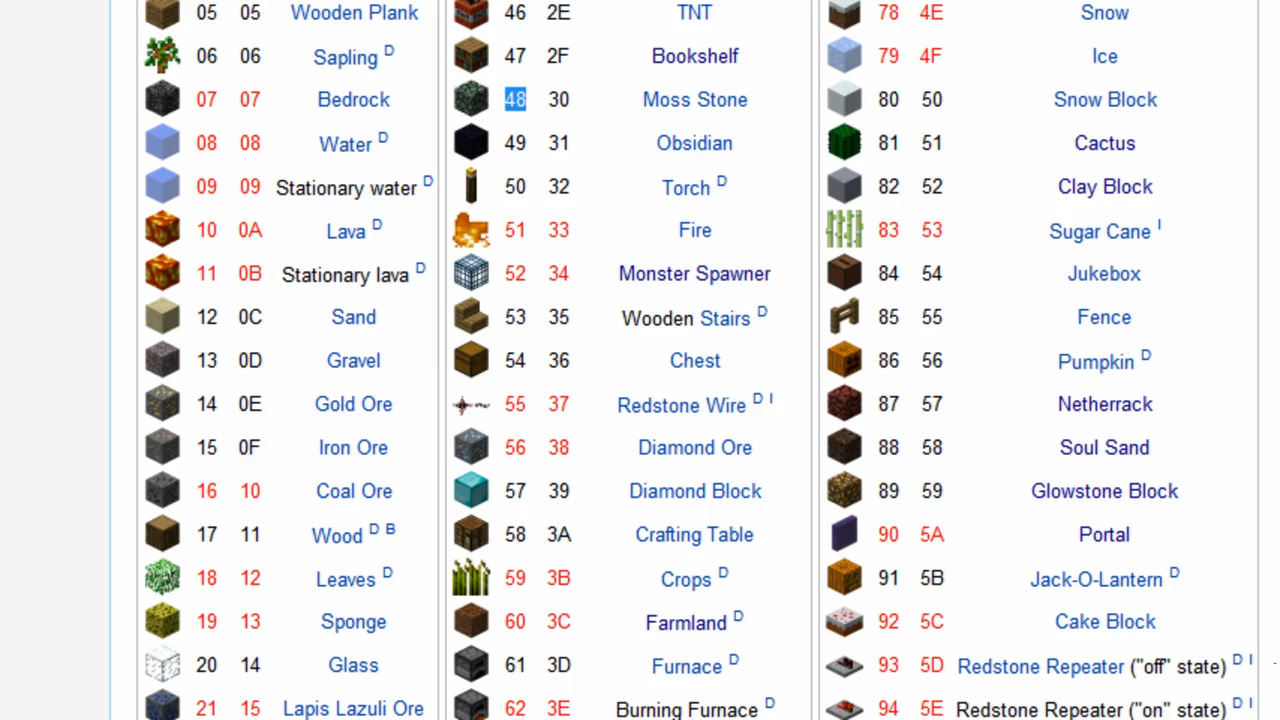 05 05 Wooden Plank
06 06 Sapling D
07 07 Bedrock
08 08 Water D
09 09 Stationary water D
10 0A Lava D
11 0B Stationary lava D
12 0C Sand
13 0D Gravel
14 0E Gold Ore
15 0F Iron Ore
16 10 Coal Ore
17 11 Wood D B
18 12 Leaves D
19 13 Sponge
20 14 Glass
21 15 Lapis Lazuli Ore
46 2E TNT
47 2F Bookshelf
48 30 Moss Stone
49 31 Obsidian
50 32 Torch D
51 33 Fire
52 34 Monster Spawner
53 35 Wooden Stairs D
54 36 Chest
55 37 Redstone Wire D I
56 38 Diamond Ore
57 39 Diamond Block
58 3A Crafting Table
59 3B Crops D
60 3C Farmland D
61 3D Furnace D
62 3E Burning Furnace D
78 4E Snow
79 4F Ice
80 50 Snow Block
81 51 Cactus
82 52 Clay Block
83 53 Sugar Cane I
84 54 Jukebox
85 55 Fence
86 56 Pumpkin D
87 57 Netherrack
88 58 Soul Sand
89 59 Glowstone Block
90 5A Portal
91 5B Jack-O-Lantern D
92 5C Cake Block
93 5D Redstone Repeater ("off" state) D I
94 5E Redstone Repeater ("on" state) D I